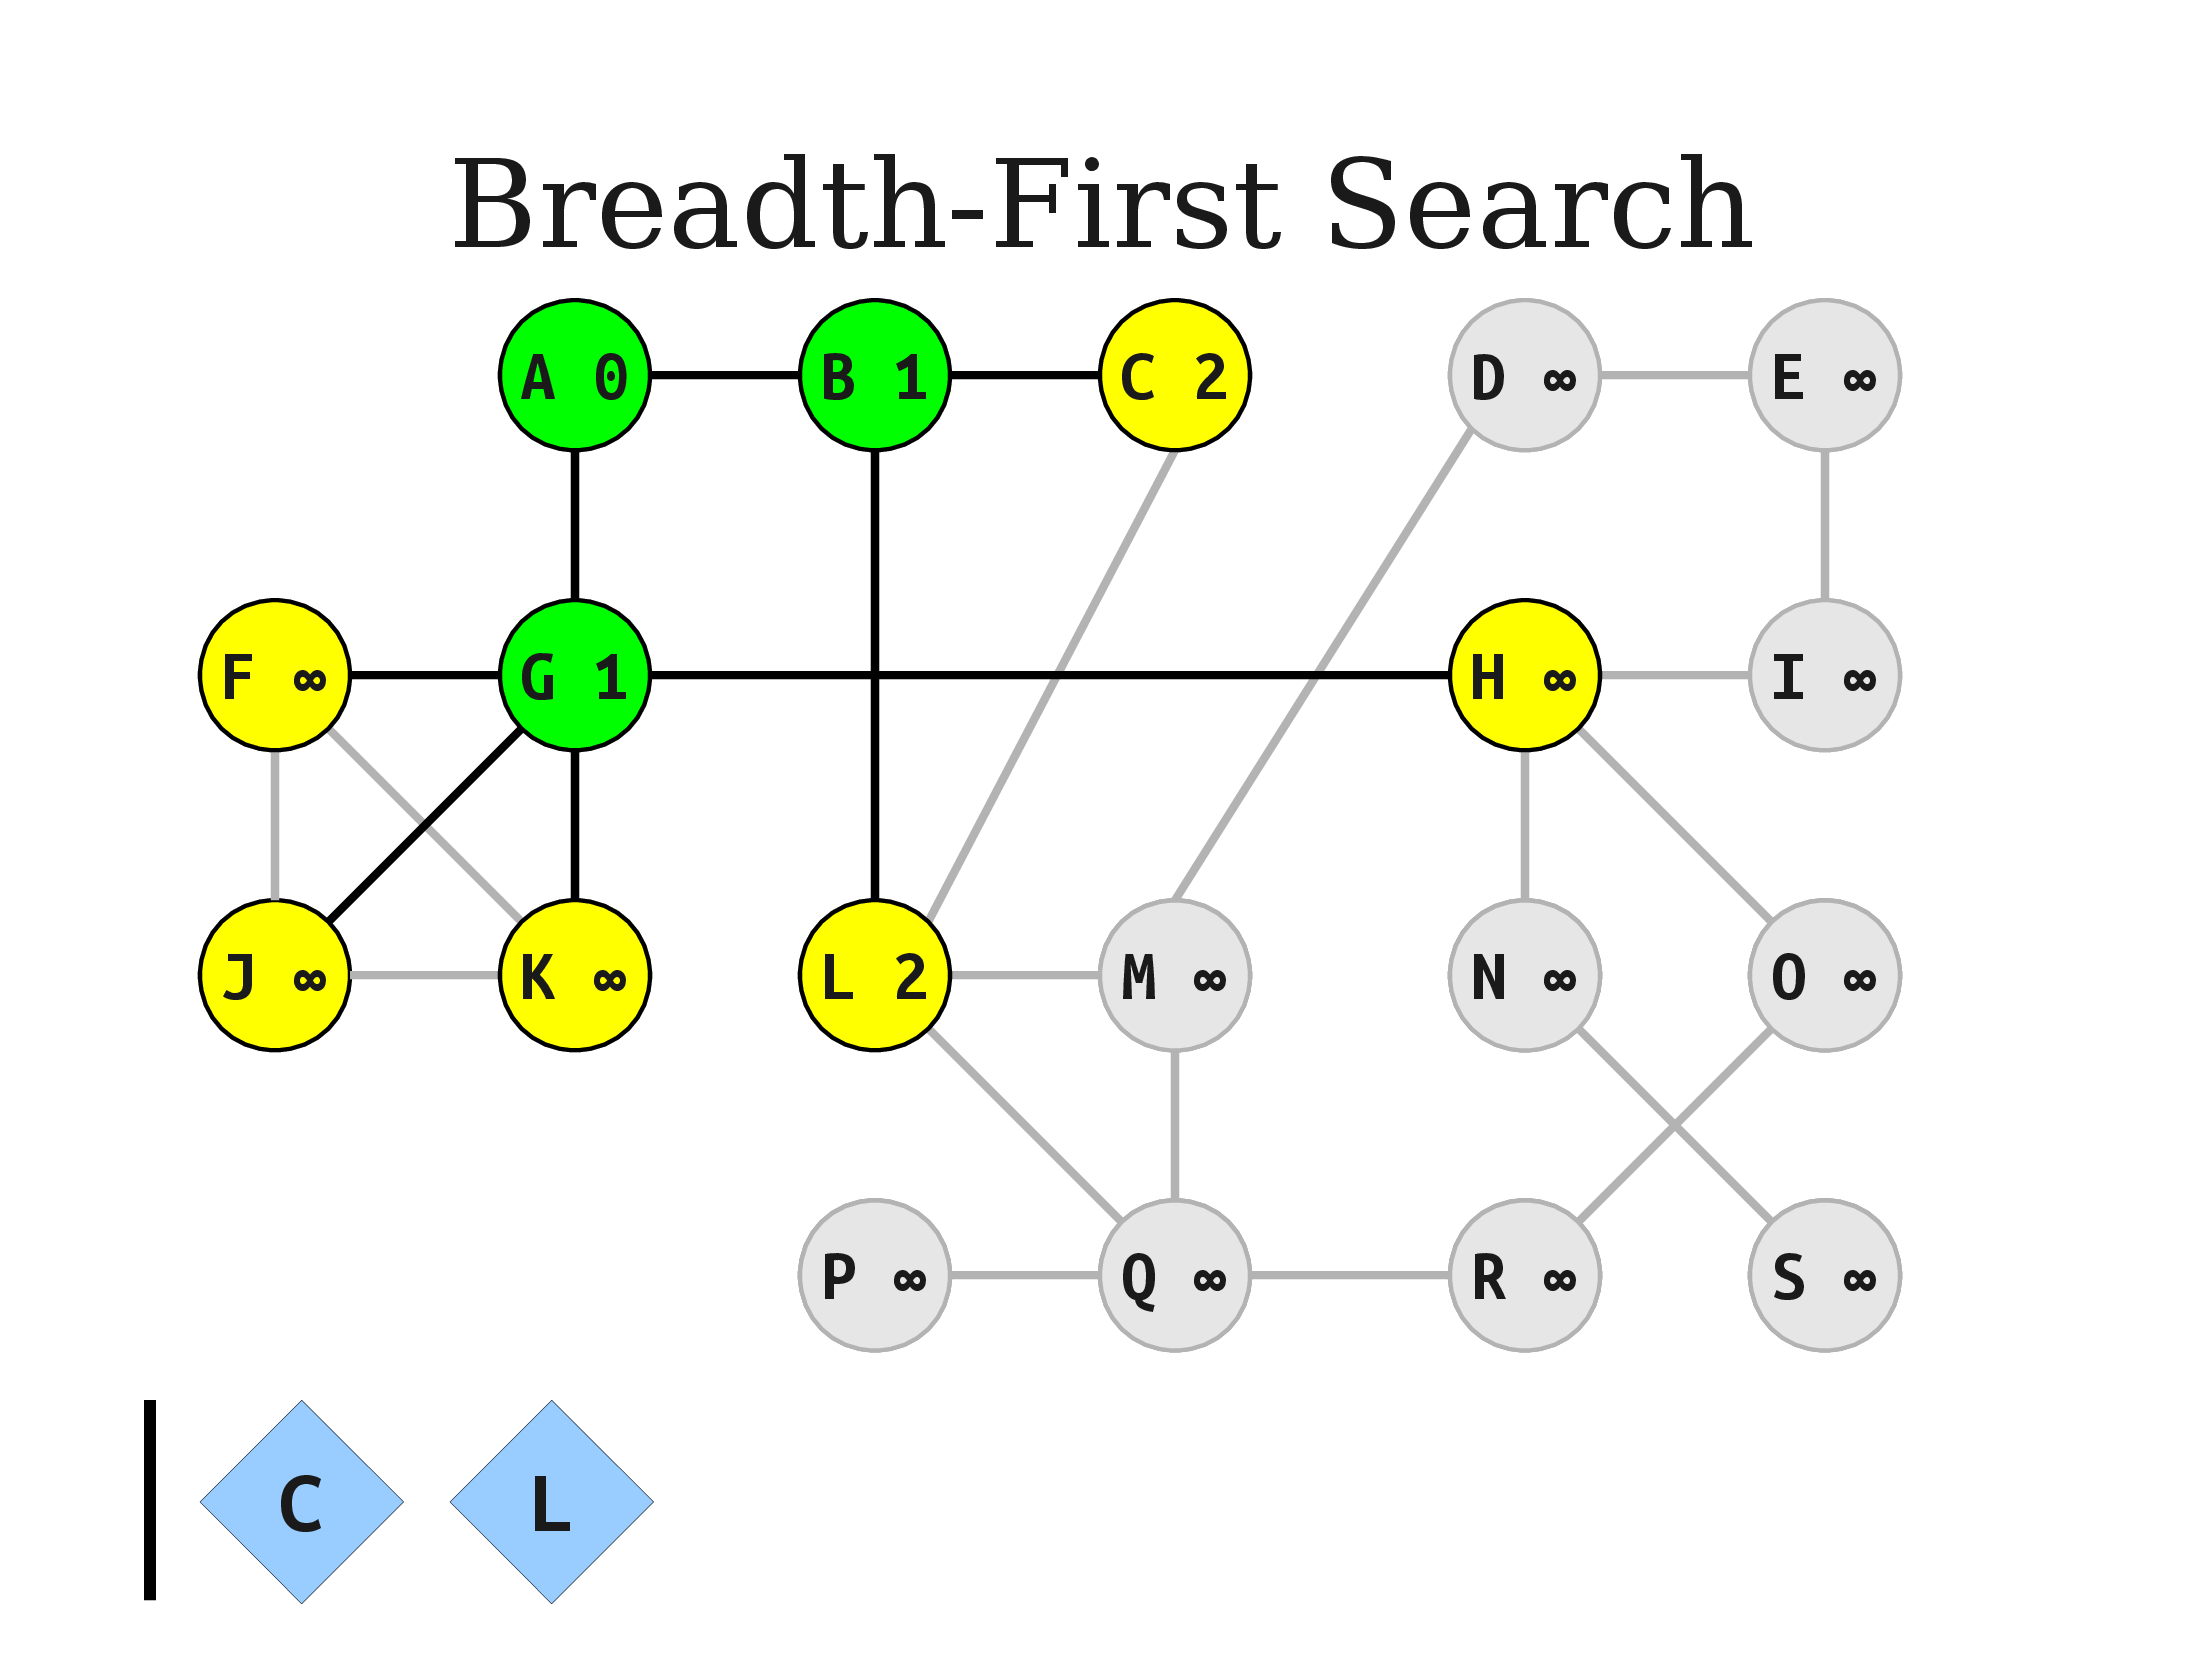 Breadth-First Search
A 0 B 1 C 2 D ∞ E ∞
F ∞ G 1 H ∞ I ∞
J ∞ K ∞ L 2 M ∞ N ∞ O ∞
P ∞ Q ∞ R ∞ S ∞
C L